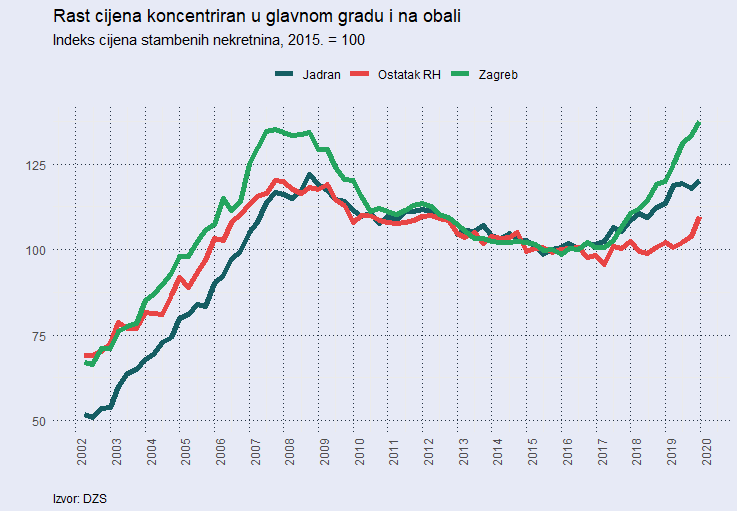 Rast cijena koncentriran u glavnom gradu i na obali
Indeks cijena stambenih nekretnina, 2015. = 100
Jadran Ostatak RH Zagreb
125
100
75
50
2002 2003 2004 2005 2006 2007 2008 2009 2010 2011 2012 2013 2014 2015 2016 2017 2018 2019 2020
Izvor: DZS